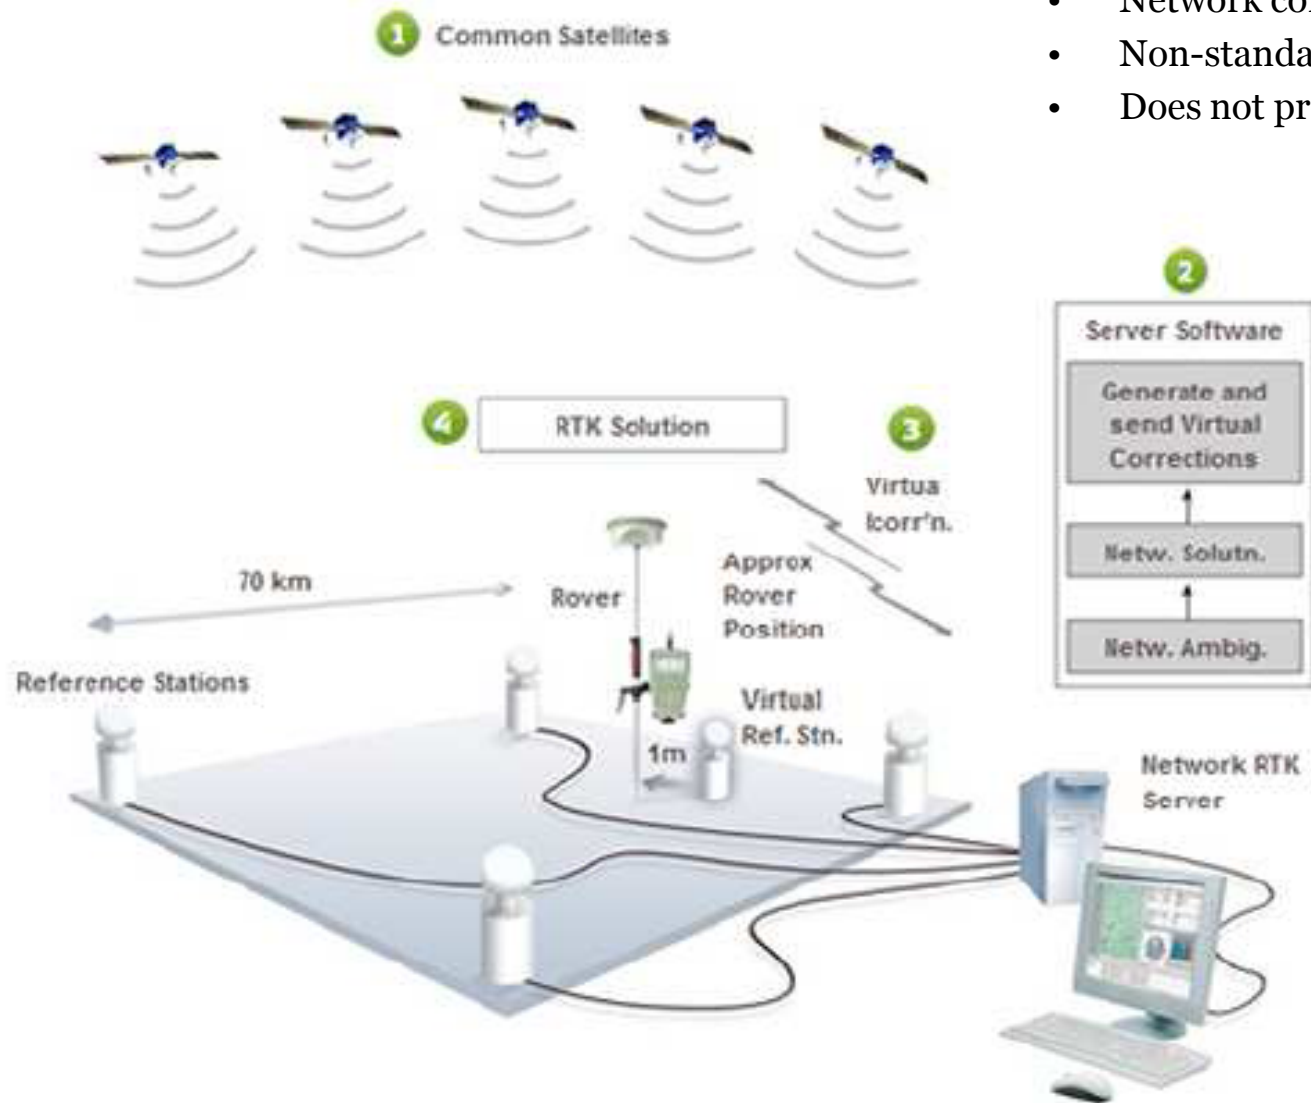 • Network
• Non-standa
• Does not pr
1 Common Satellites
2
Server Software
Generate and
send Virtual
Corrections
Netw. Solutn.
Netw. Ambig.
4 RTK Solution
3
Virtua
lcorr'n.
Approx
Rover
Position
70 km
Rover
Reference Stations
Virtual
Ref. Stn.
1m
Network RTK
Server